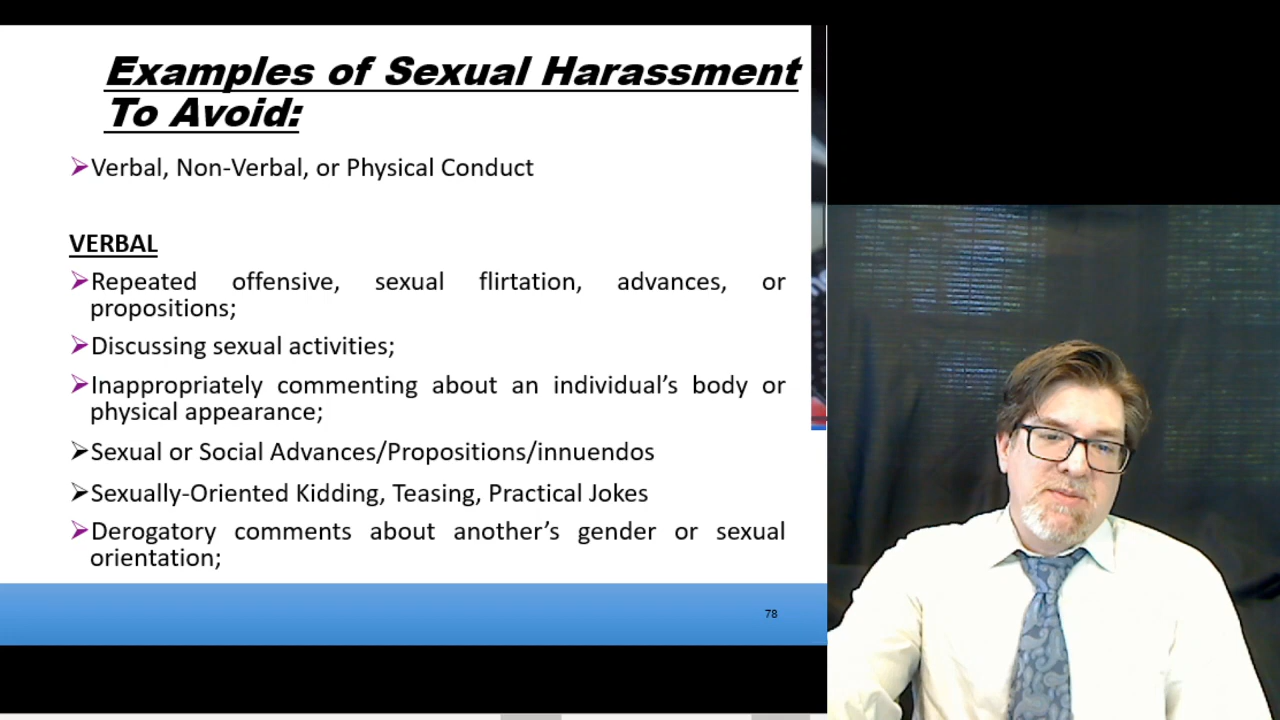 Examples of Sexual Harassment
To Avoid:
➢Verbal, Non-Verbal, or Physical Conduct
VERBAL
➢Repeated offensive, sexual flirtation, advances, or
propositions;
➢Discussing sexual activities;
➢Inappropriately commenting about an individual’s body or
physical appearance;
➢Sexual or Social Advances/Propositions/innuendos
➢Sexually-Oriented Kidding, Teasing, Practical Jokes
➢Derogatory comments about another’s gender or sexual
orientation;
78